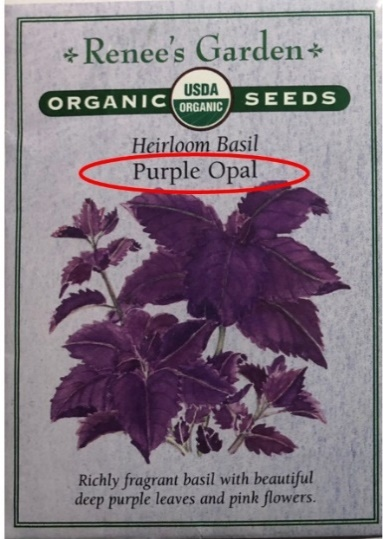 Renee's Garden
ORGANIC USDA ORGANIC SEEDS
Heirloom Basil
Purple Opal
Richly fragrant basil with beautiful
deep purple leaves and pink flowers.